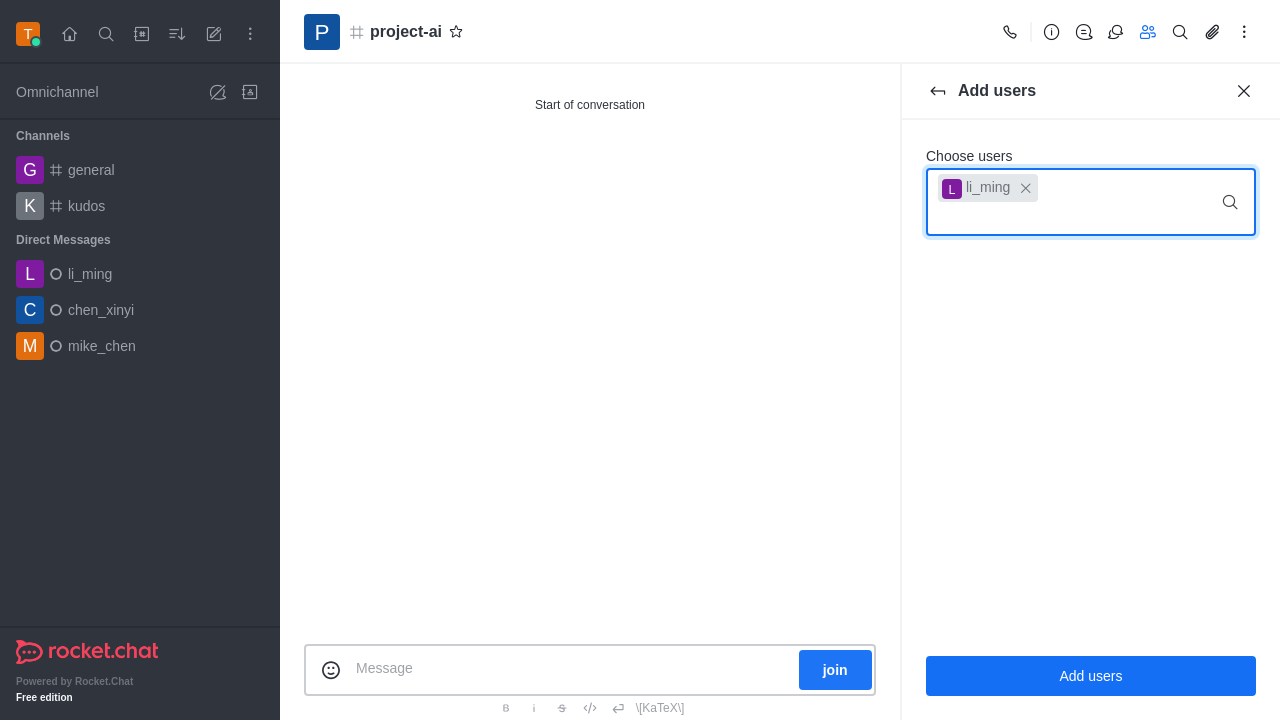 T
Omnichannel
Channels
G general
K kudos
Direct Messages
L li_ming
C chen_xinyi
M mike_chen
rocket.chat
Powered by Rocket.Chat
Free edition
P project-ai
Start of conversation
Message
join
B i S \[KaTeX\]
Add users
Choose users
L li_ming
Add users